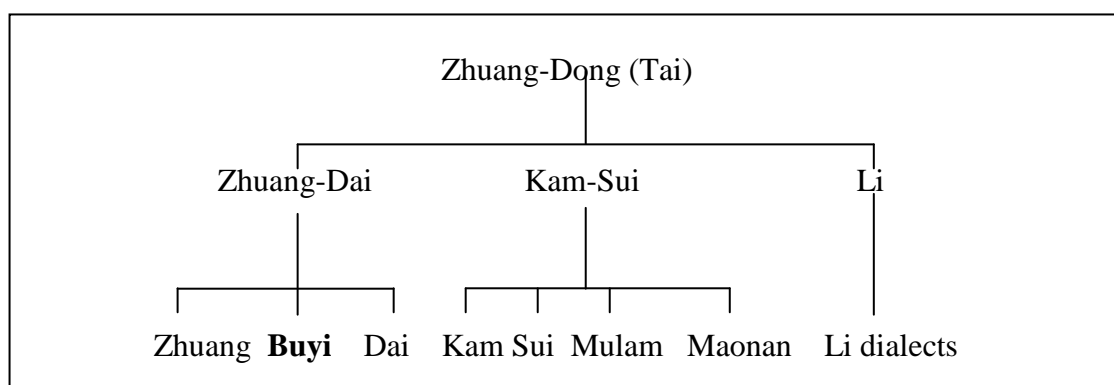 Zhuang-Dong (Tai)
Zhuang-Dai Kam-Sui Li
Zhuang Buyi Dai Kam Sui Mulam Maonan Li dialects